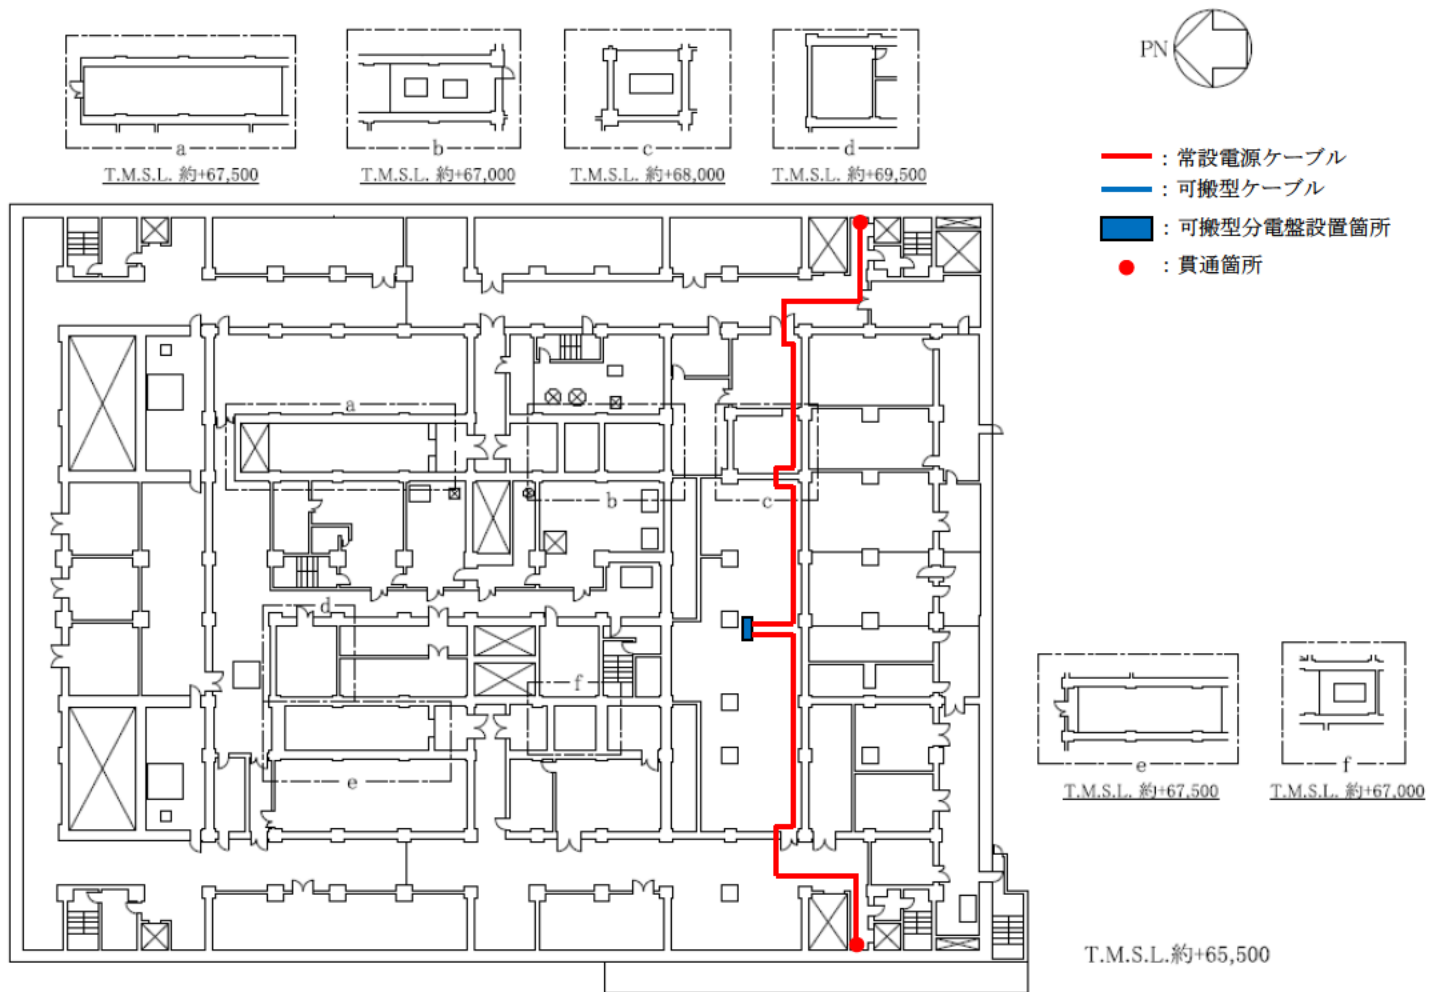 PN
a
b
c
d
T.M.S.L. 約+67,500
T.M.S.L. 約+67,000
T.M.S.L. 約+68,000
T.M.S.L. 約+69,500
：常設電源ケーブル
：可搬型ケーブル
：可搬型分電盤設置箇所
：貫通箇所
a
b
c
d
f
e
e
f
T.M.S.L. 約+67,500
T.M.S.L. 約+67,000
T.M.S.L.約+65,500